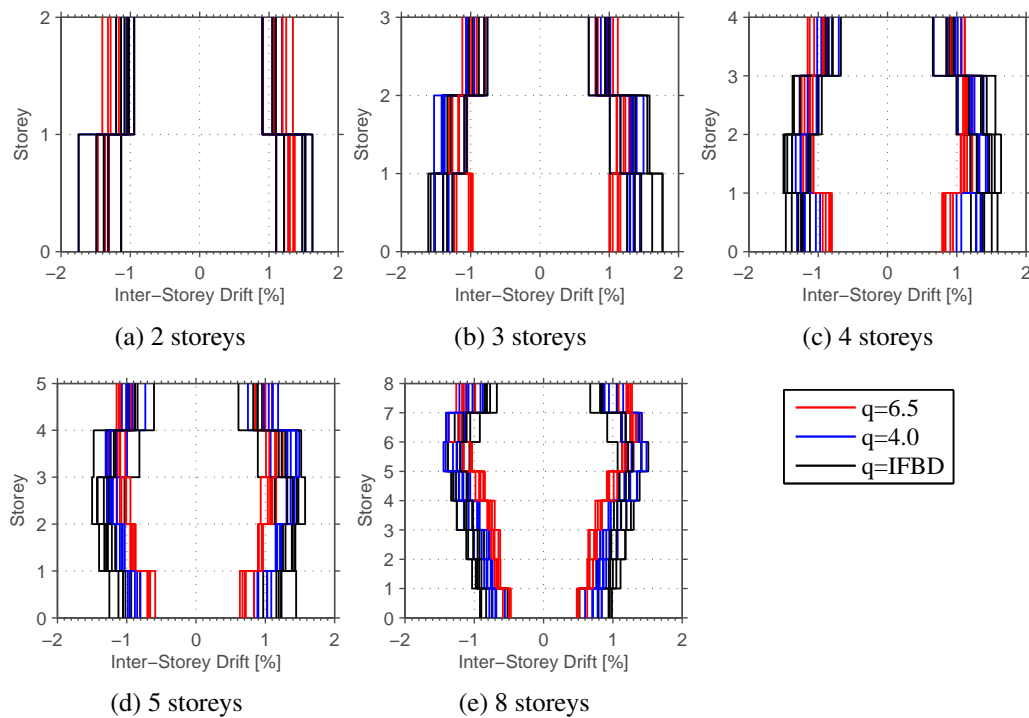 2
1
0
Storey
−2 −1 0 1 2
Inter−Storey Drift [%]
(a) 2 storeys
3
2
1
0
Storey
−2 −1 0 1 2
Inter−Storey Drift [%]
(b) 3 storeys
4
3
2
1
0
Storey
−2 −1 0 1 2
Inter−Storey Drift [%]
(c) 4 storeys
5
4
3
2
1
0
Storey
−2 −1 0 1 2
Inter−Storey Drift [%]
(d) 5 storeys
8
7
6
5
4
3
2
1
0
Storey
−2 −1 0 1 2
Inter−Storey Drift [%]
(e) 8 storeys
q=6.5
q=4.0
q=IFBD